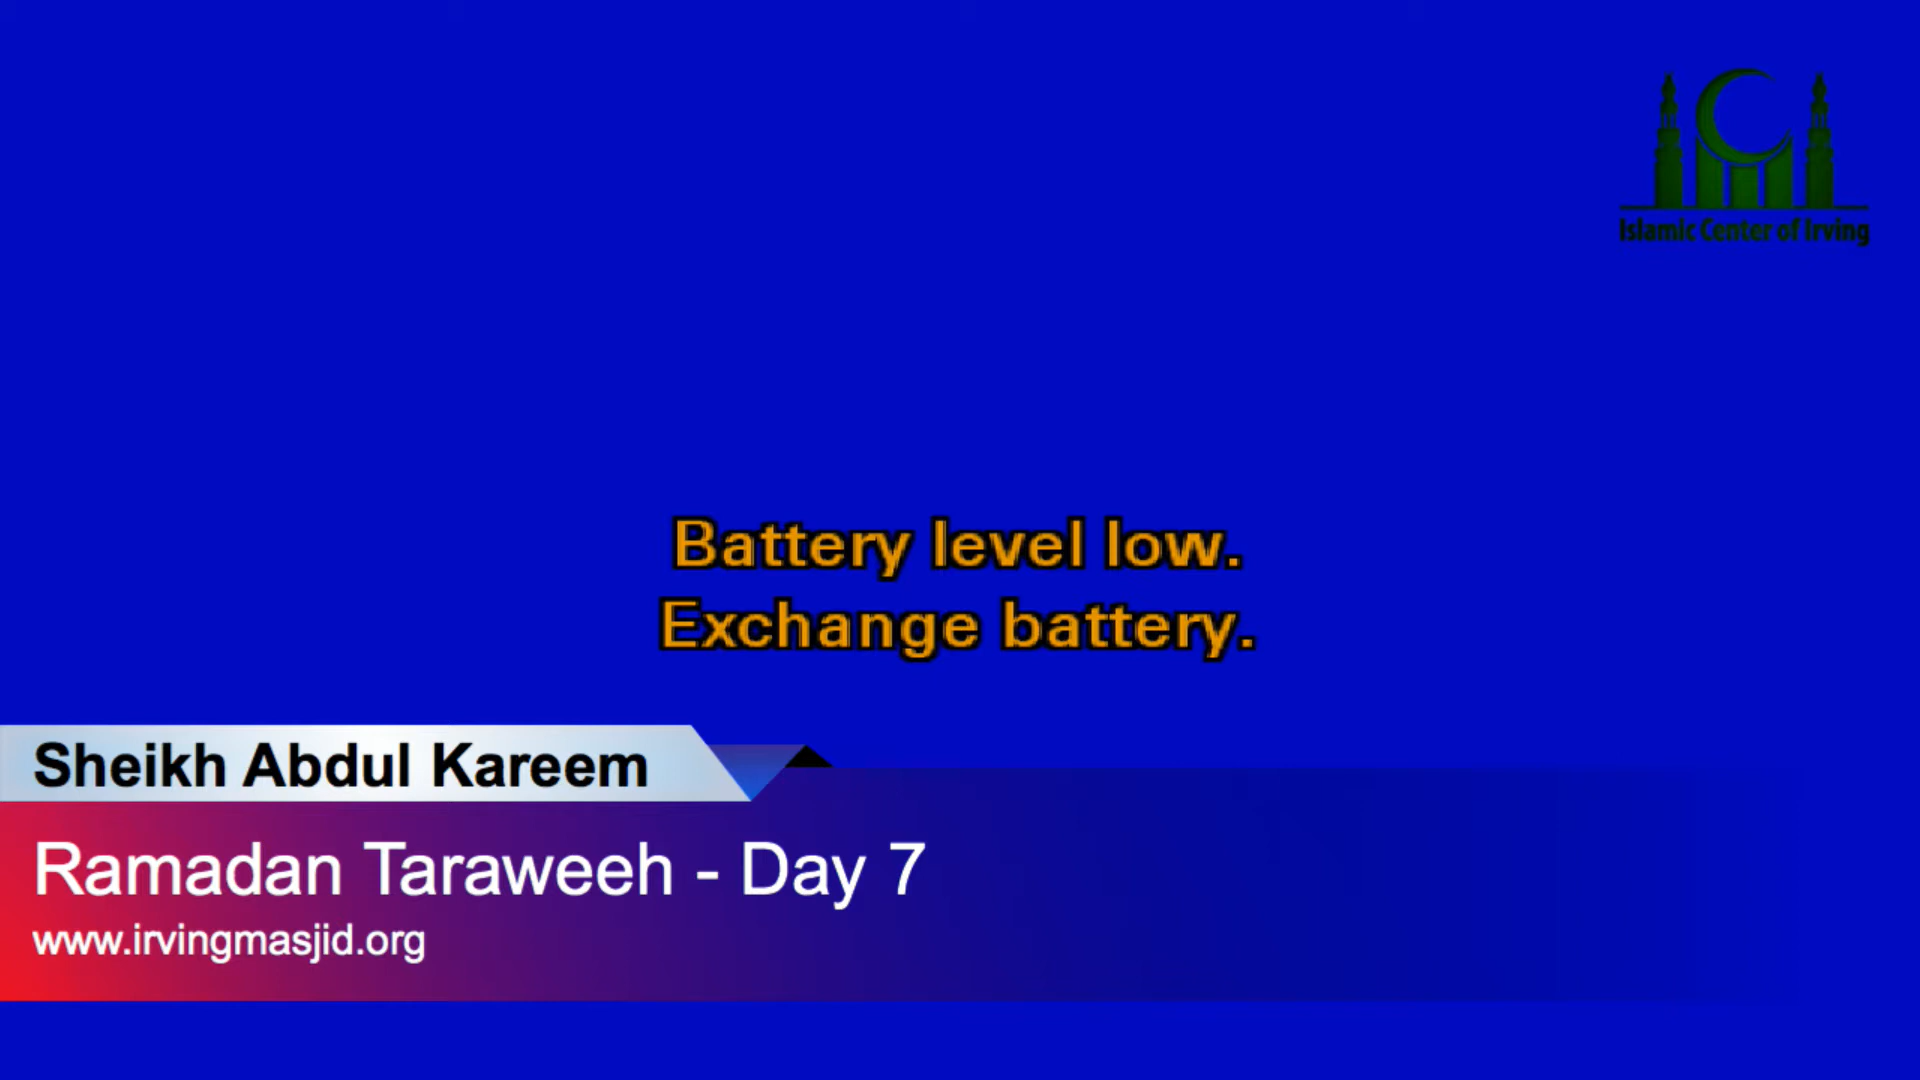 Islamic Center of Irving
Battery level low.
Exchange battery.
Sheikh Abdul Kareem
Ramadan Taraweeh - Day 7
www.irvingmasjid.org